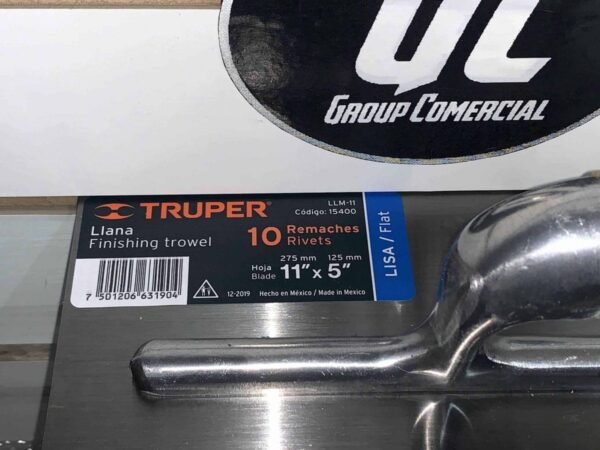 QC
GROUP COMERCIAL
TRUPER®
LLM-11
Código: 15400
Llana
Finishing trowel
10 Remaches
Rivets
275 mm 125 mm
Hoja
Blade 11" x 5"
LISA / Flat
7 501206 631904
12-2019 Hecho en México / Made in Mexico